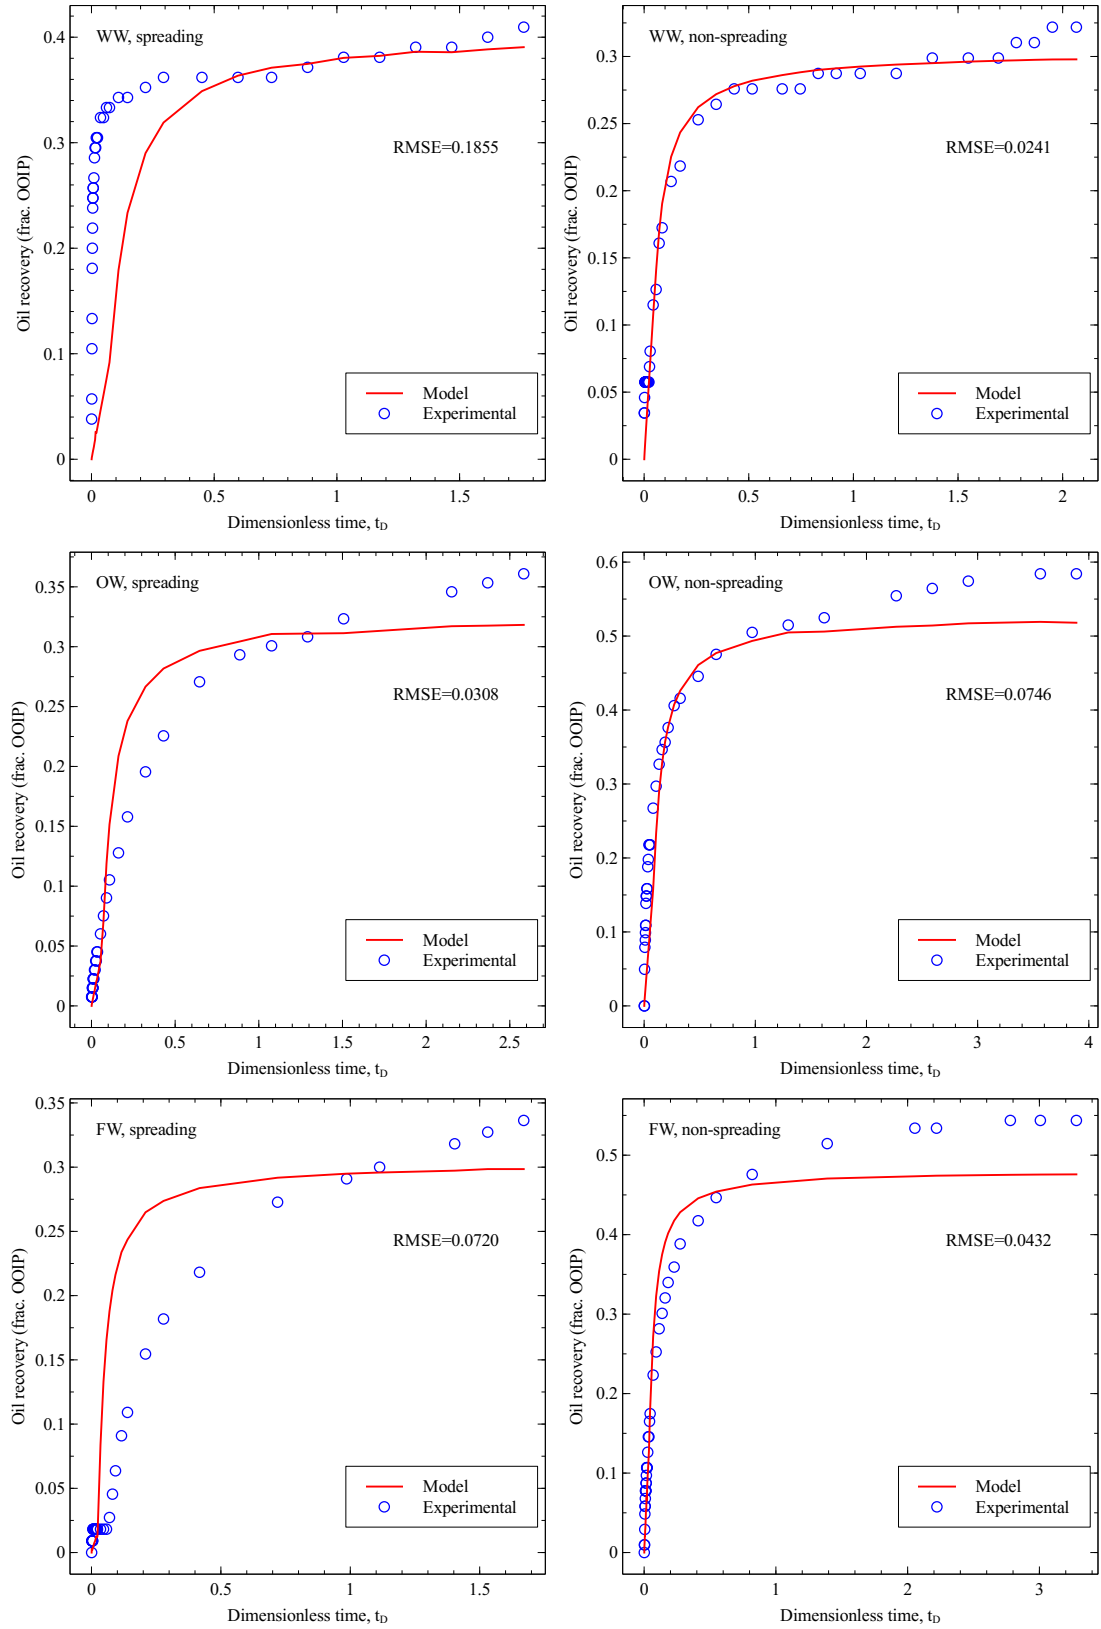 WW, spreading
RMSE=0.1855
Model
Experimental
0
0.1
0.2
0.3
0.4
0
0.5
1
1.5
Oil recovery (frac. OOIP)
Dimensionless time, tD
WW, non-spreading
RMSE=0.0241
Model
Experimental
0
0.05
0.1
0.15
0.2
0.25
0.3
0
0.5
1
1.5
2
Oil recovery (frac. OOIP)
Dimensionless time, tD
OW, spreading
RMSE=0.0308
Model
Experimental
0
0.05
0.1
0.15
0.2
0.25
0.3
0.35
0
0.5
1
1.5
2
2.5
Oil recovery (frac. OOIP)
Dimensionless time, tD
OW, non-spreading
RMSE=0.0746
Model
Experimental
0
0.1
0.2
0.3
0.4
0.5
0.6
0
1
2
3
4
Oil recovery (frac. OOIP)
Dimensionless time, tD
FW, spreading
RMSE=0.0720
Model
Experimental
0
0.05
0.1
0.15
0.2
0.25
0.3
0.35
0
0.5
1
1.5
Oil recovery (frac. OOIP)
Dimensionless time, tD
FW, non-spreading
RMSE=0.0432
Model
Experimental
0
0.1
0.2
0.3
0.4
0.5
0
1
2
3
Oil recovery (frac. OOIP)
Dimensionless time, tD